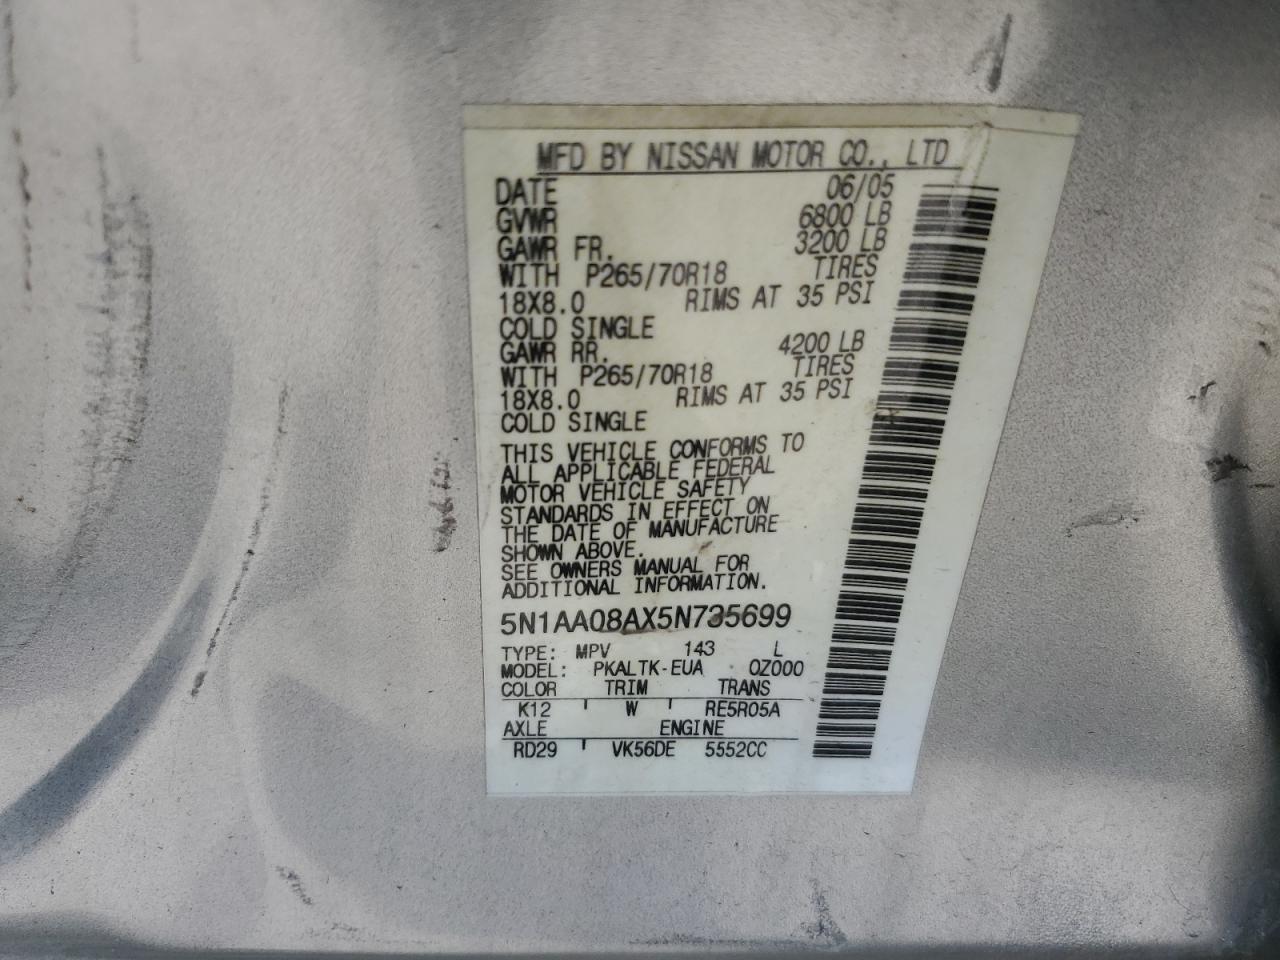 MFD BY NISSAN MOTOR CO., LTD
DATE 06/05
GVWR 6800 LB
GAWR FR. 3200 LB
WITH P265/70R18 TIRES
18X8.0 RIMS AT 35 PSI
COLD SINGLE
GAWR RR. 4200 LB
WITH P265/70R18 TIRES
18X8.0 RIMS AT 35 PSI
COLD SINGLE
THIS VEHICLE CONFORMS TO
ALL APPLICABLE FEDERAL
MOTOR VEHICLE SAFETY
STANDARDS IN EFFECT ON
THE DATE OF MANUFACTURE
SHOWN ABOVE.
SEE OWNERS MANUAL FOR
ADDITIONAL INFORMATION.
5N1AA08AX5N735699
TYPE: MPV 143 L
MODEL: PKALTK-EUA 0Z000
COLOR TRIM TRANS
K12 ' W ' RE5R05A
AXLE ENGINE
RD29 ' VK56DE 5552CC